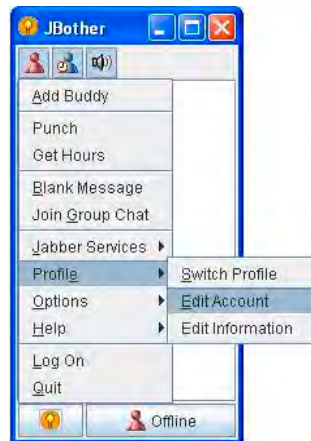 JBother
Add Buddy
Punch
Get Hours
Blank Message
Join Group Chat
Jabber Services
Profile
Switch Profile
Options
Edit Account
Help
Edit Information
Log On
Quit
Offline